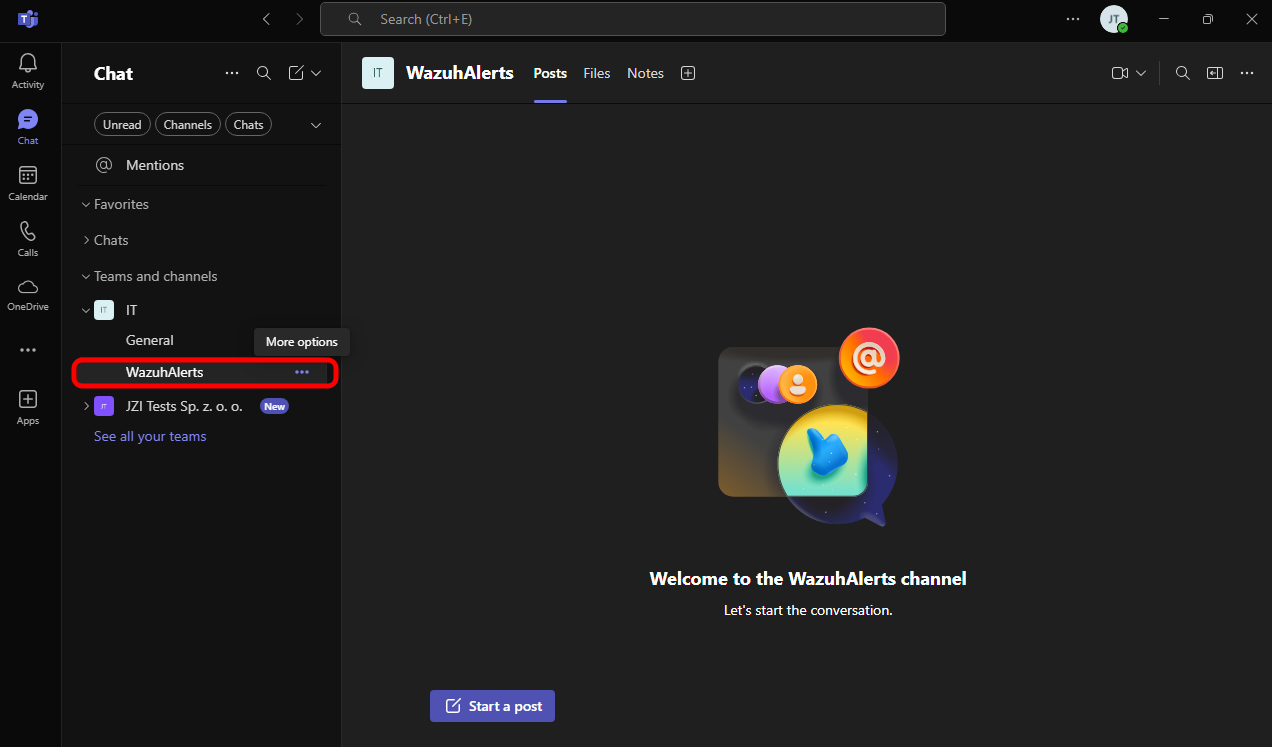 Search (Ctrl+E)
JT
Activity
Chat
Calendar
Calls
OneDrive
Apps
Chat
Unread
Channels
Chats
Mentions
Favorites
Chats
Teams and channels
IT
IT
General
More options
WazuhAlerts
JT
JZI Tests Sp. z. o. o.
New
See all your teams
IT
WazuhAlerts
Posts
Files
Notes
Welcome to the WazuhAlerts channel
Let's start the conversation.
Start a post